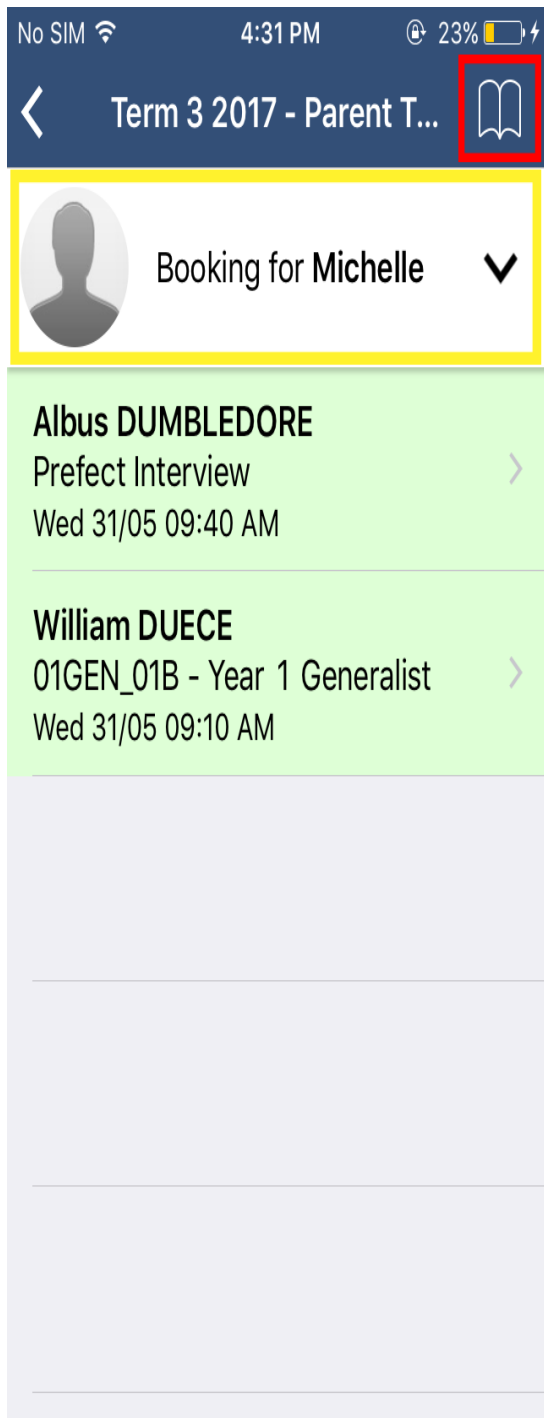 No SIM 4:31 PM 23%
Term 3 2017 - Parent T...
Booking for Michelle
Albus DUMBLEDORE
Prefect Interview
Wed 31/05 09:40 AM
William DUECE
01GEN_01B - Year 1 Generalist
Wed 31/05 09:10 AM